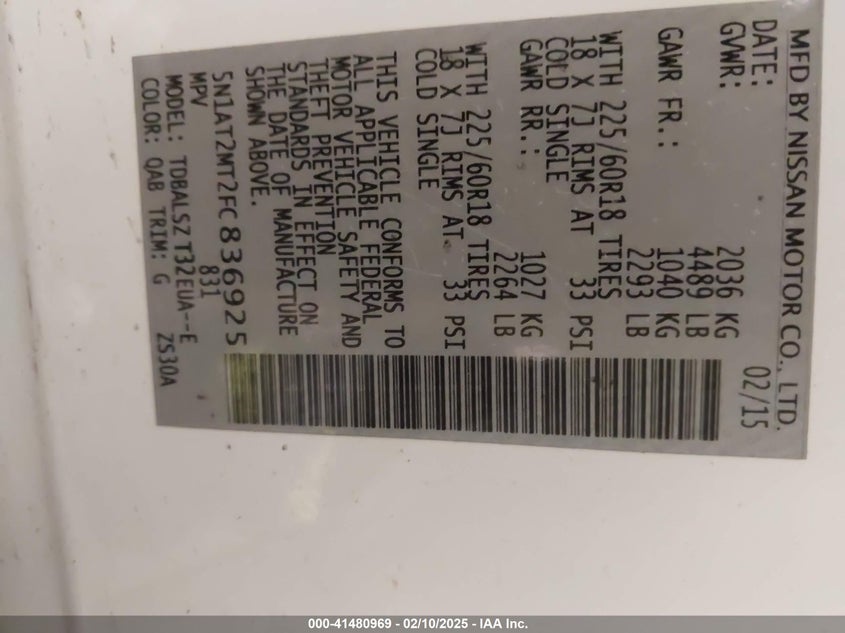 MFD BY NISSAN MOTOR CO., LTD.
DATE: 02/15
GVWR: 2036 KG
4489 LB
GAWR FR.: 1040 KG
2293 LB
WITH 225/60R18 TIRES
18 X 7J RIMS AT 33 PSI
COLD SINGLE
GAWR RR.: 1027 KG
2264 LB
WITH 225/60R18 TIRES
18 X 7J RIMS AT 33 PSI
COLD SINGLE
THIS VEHICLE CONFORMS TO
ALL APPLICABLE FEDERAL
MOTOR VEHICLE SAFETY AND
THEFT PREVENTION
STANDARDS IN EFFECT ON
THE DATE OF MANUFACTURE
SHOWN ABOVE.
5N1AT2MT2FC836925
MPV 831
MODEL: TDBALSZ T32EUA--E
COLOR: QAB TRIM: G ZS30A
000-41480969 — 02/10/2025 — IAA Inc.